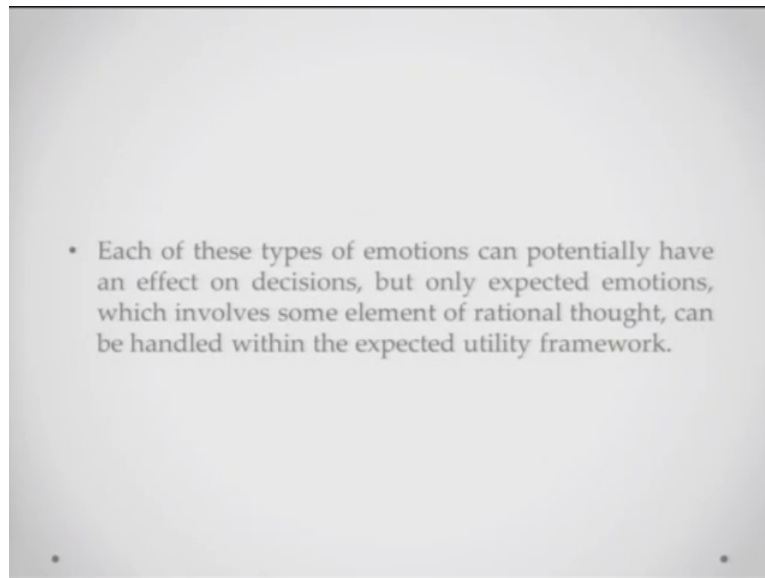 • Each of these types of emotions can potentially have
an effect on decisions, but only expected emotions,
which involves some element of rational thought, can
be handled within the expected utility framework.